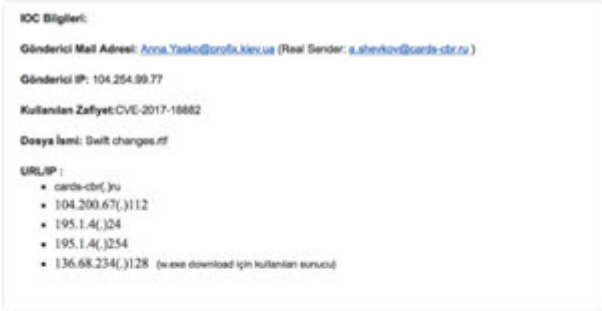 IOC Bilgileri:
Gönderici Mail Adresi: Anna.Yasko@profix.kiev.ua (Real Sender: a.shevkov@cards-cbr.ru )
Gönderici IP: 104.254.99.77
Kullanılan Zafiyet:CVE-2017-18882
Dosya İsmi: Swift changes.rtf
URL/IP :
• cards-cbr(.)ru
• 104.200.67(.)112
• 195.1.4(.)24
• 195.1.4(.)254
• 136.68.234(.)128 (w.exe download için kullanılan sunucu)